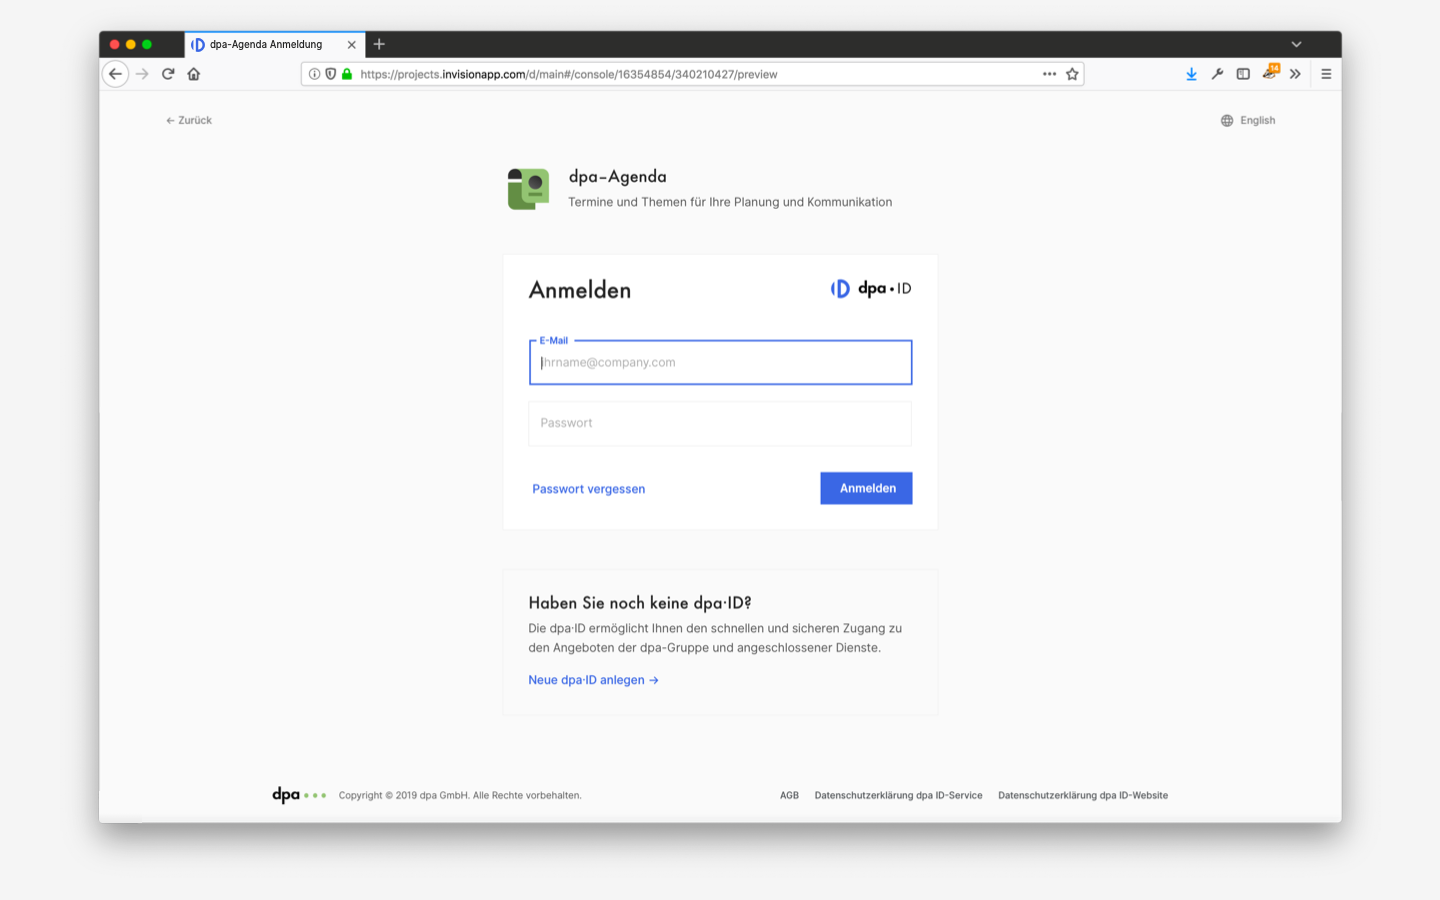 dpa-Agenda Anmeldung
https://projects.invisionapp.com/d/main#/console/16354854/340210427/preview
14
← Zurück
English
dpa-Agenda
Termine und Themen für Ihre Planung und Kommunikation
Anmelden
dpa•ID
E-Mail
Ihrname@company.com
Passwort
Passwort vergessen
Anmelden
Haben Sie noch keine dpa·ID?
Die dpa·ID ermöglicht Ihnen den schnellen und sicheren Zugang zu
den Angeboten der dpa-Gruppe und angeschlossener Dienste.
Neue dpa·ID anlegen →
dpa
Copyright © 2019 dpa GmbH. Alle Rechte vorbehalten.
AGB
Datenschutzerklärung dpa ID-Service
Datenschutzerklärung dpa ID-Website